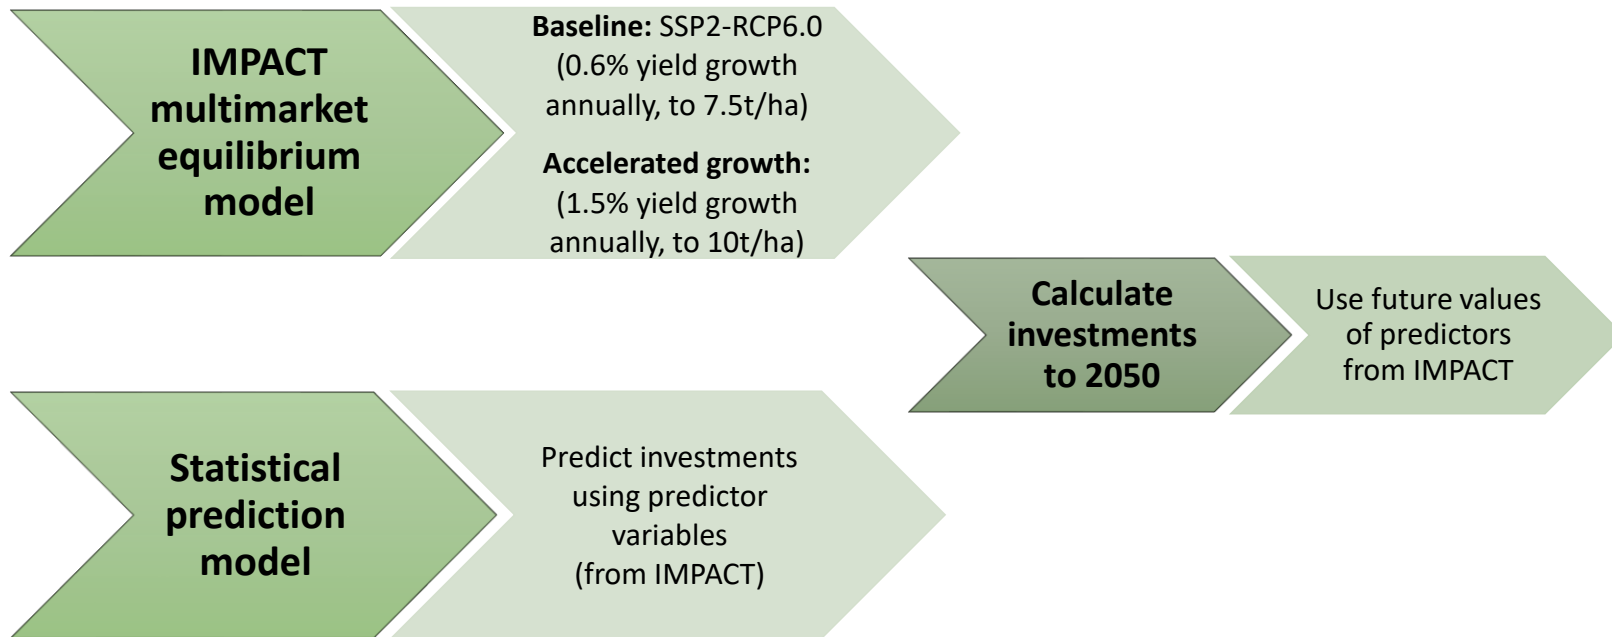 IMPACT
multimarket
equilibrium
model
Baseline: SSP2-RCP6.0
(0.6% yield growth
annually, to 7.5t/ha)
Accelerated growth:
(1.5% yield growth
annually, to 10t/ha)
Statistical
prediction
model
Predict investments
using predictor
variables
(from IMPACT)
Calculate
investments
to 2050
Use future values
of predictors
from IMPACT